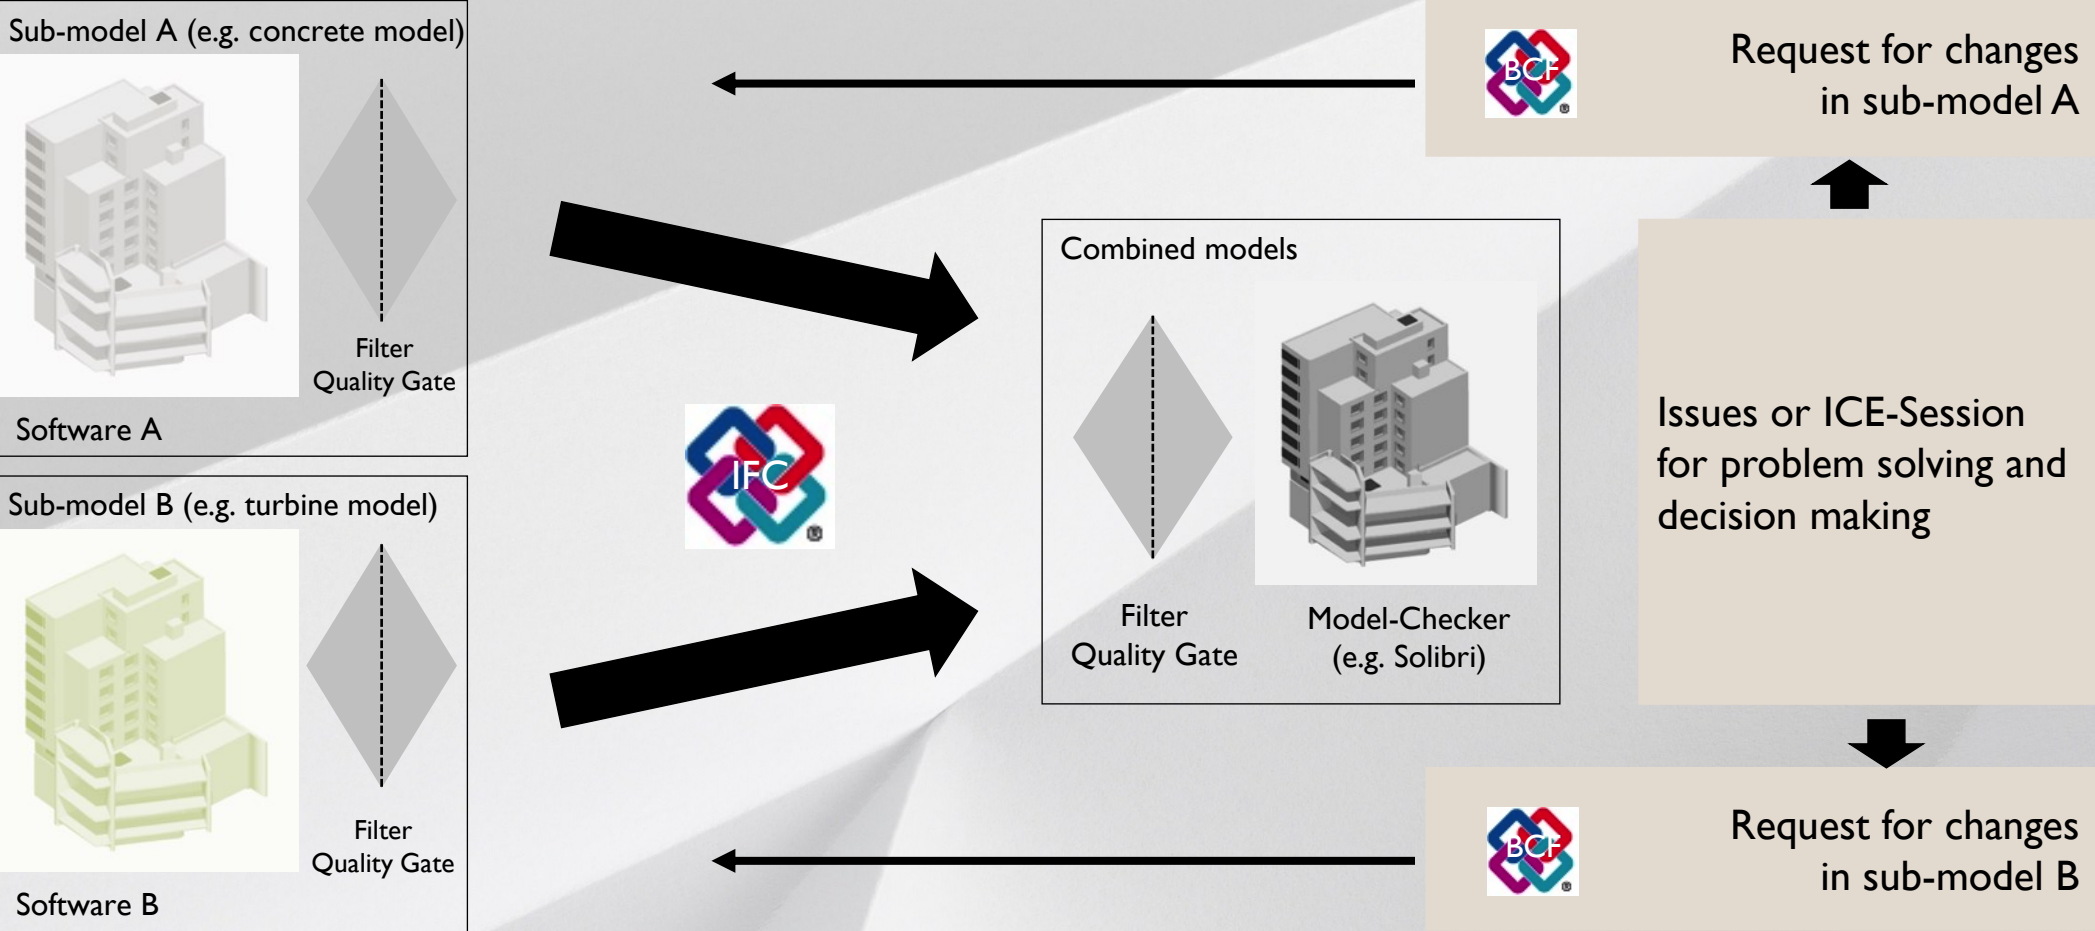 Sub-model A (e.g. concrete model)
Filter
Quality Gate
Software A
Sub-model B (e.g. turbine model)
Filter
Quality Gate
Software B
IFC
®
Combined models
Filter
Quality Gate
Model-Checker
(e.g. Solibri)
BCF
®
Request for changes
in sub-model A
Issues or ICE-Session
for problem solving and
decision making
BCF
®
Request for changes
in sub-model B